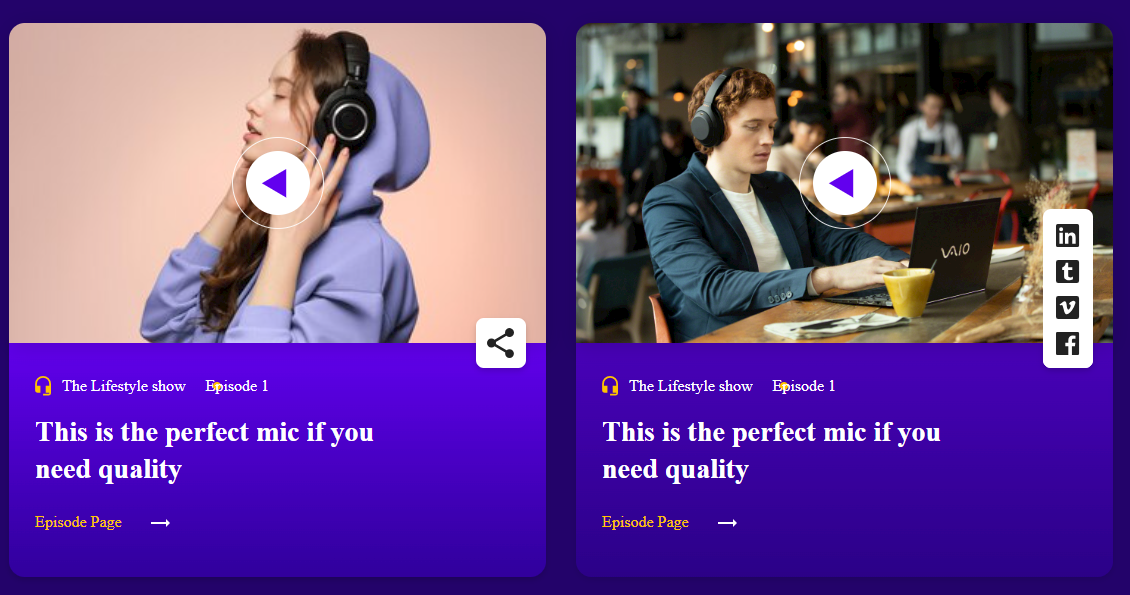 VAIO
in
t
v
f
The Lifestyle show Episode 1
This is the perfect mic if you
need quality
Episode Page
The Lifestyle show Episode 1
This is the perfect mic if you
need quality
Episode Page